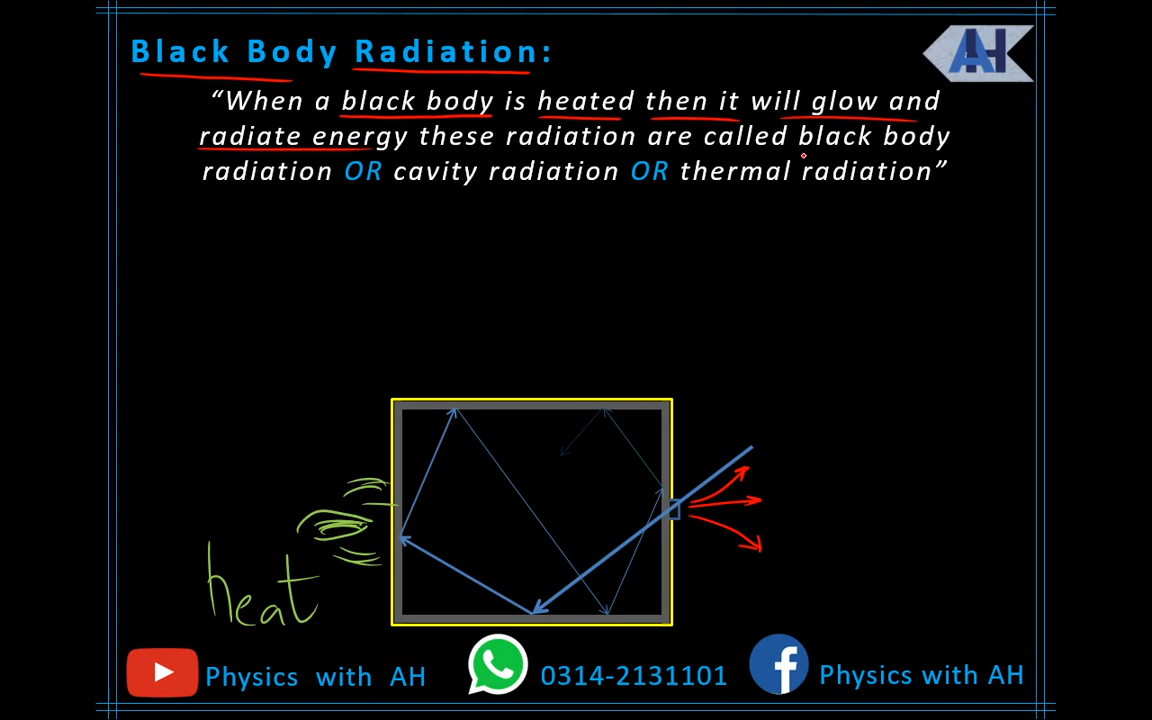 Black Body Radiation:
AH
“When a black body is heated then it will glow and
radiate energy these radiation are called black body
radiation OR cavity radiation OR thermal radiation”
heat
Physics with AH
0314-2131101
Physics with AH